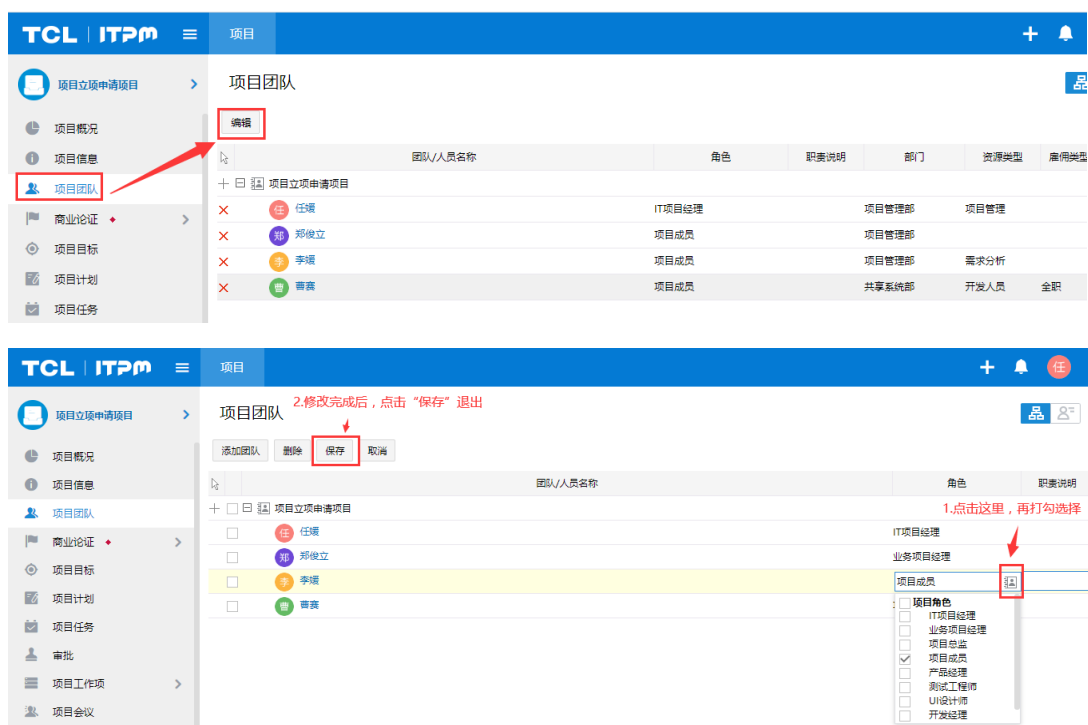 TCL ITPM 项目
项目立项申请项目
项目团队
品
项目概况
编辑
项目信息
团队/人员名称 角色 职责说明 部门 资源类型 雇佣类型
项目团队
项目立项申请项目
任 任媛 IT项目经理 项目管理部 项目管理
商业论证
郑 郑俊立 项目成员 项目管理部
项目目标
李 李媛 项目成员 项目管理部 需求分析
项目计划
曹 曹赛 项目成员 共享系统部 开发人员 全职
项目任务
TCL ITPM 项目 任
项目立项申请项目
项目团队
2.修改完成后，点击“保存”退出
添加团队 删除 保存 取消
项目概况
项目信息
团队/人员名称 角色 职责说明
项目团队
项目立项申请项目
1.点击这里，再打勾选择
任 任媛 IT项目经理
商业论证
郑 郑俊立 业务项目经理
项目目标
李 李媛 项目成员
项目计划
曹 曹赛
项目角色
IT项目经理
业务项目经理
项目总监
项目成员
产品经理
测试工程师
UI设计师
开发经理
项目任务
审批
项目工作项
项目会议